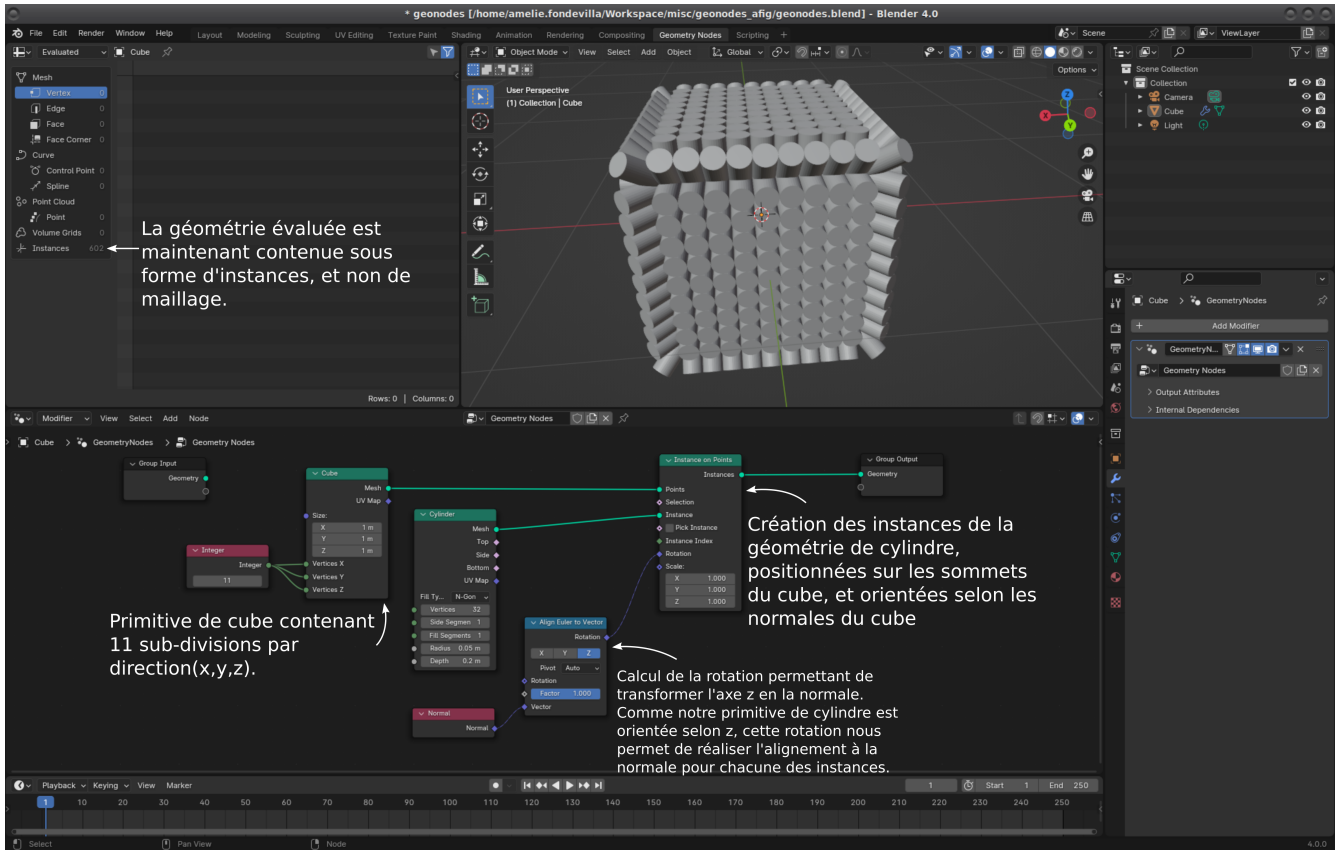 * geonodes [/home/amelie.fondevilla/Workspace/misc/geonodes_afig/geonodes.blend] - Blender 4.0
File Edit Render Window Help Layout Modeling Sculpting UV Editing Texture Paint Shading Animation Rendering Compositing Geometry Nodes Scripting + Scene ViewLayer
Evaluated Cube
Mesh
Vertex 0
Edge 0
Face 0
Face Corner 0
Curve
Control Point 0
Spline 0
Point Cloud
Point 0
Volume Grids 0
Instances 602
La géométrie évaluée est
maintenant contenue sous
forme d'instances, et non de
maillage.
Rows: 0 | Columns: 0
Object Mode View Select Add Object Global
Options
User Perspective
(1) Collection | Cube
Z
X
Y
Scene Collection
Collection
Camera
Cube
Light
Cube > GeometryNodes
+ Add Modifier
GeometryN...
Geometry Nodes
> Output Attributes
> Internal Dependencies
Modifier View Select Add Node Geometry Nodes
Cube > GeometryNodes > Geometry Nodes
Group Input
Geometry
Integer
Integer
11
Cube
Mesh
UV Map
Size:
X 1 m
Y 1 m
Z 1 m
Vertices X
Vertices Y
Vertices Z
Primitive de cube contenant
11 sub-divisions par
direction(x,y,z).
Cylinder
Mesh
Top
Side
Bottom
UV Map
Fill Ty... N-Gon
Vertices 32
Side Segmen 1
Fill Segments 1
Radius 0.05 m
Depth 0.2 m
Normal
Normal
Align Euler to Vector
Rotation
X Y Z
Pivot Auto
Rotation
Factor 1.000
Vector
Instance on Points
Instances
Points
Selection
Instance
Pick Instance
Instance Index
Rotation
Scale:
X 1.000
Y 1.000
Z 1.000
Group Output
Geometry
Création des instances de la
géométrie de cylindre,
positionnées sur les sommets
du cube, et orientées selon les
normales du cube
Calcul de la rotation permettant de
transformer l'axe z en la normale.
Comme notre primitive de cylindre est
orientée selon z, cette rotation nous
permet de réaliser l'alignement à la
normale pour chacune des instances.
Playback Keying View Marker 1 Start 1 End 250
1 10 20 30 40 50 60 70 80 90 100 110 120 130 140 150 160 170 180 190 200 210 220 230 240 250
Select Pan View Node 4.0.0